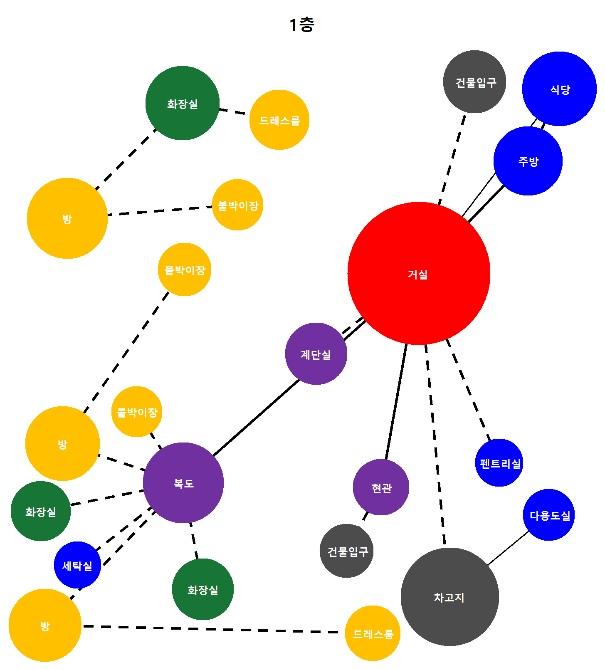 1층
건물입구
식당
화장실
드레스룸
주방
방
붙박이장
붙박이장
거실
계단실
붙박이장
방
펜트리실
복도
현관
화장실
다용도실
건물입구
세탁실
화장실
차고지
방
드레스룸